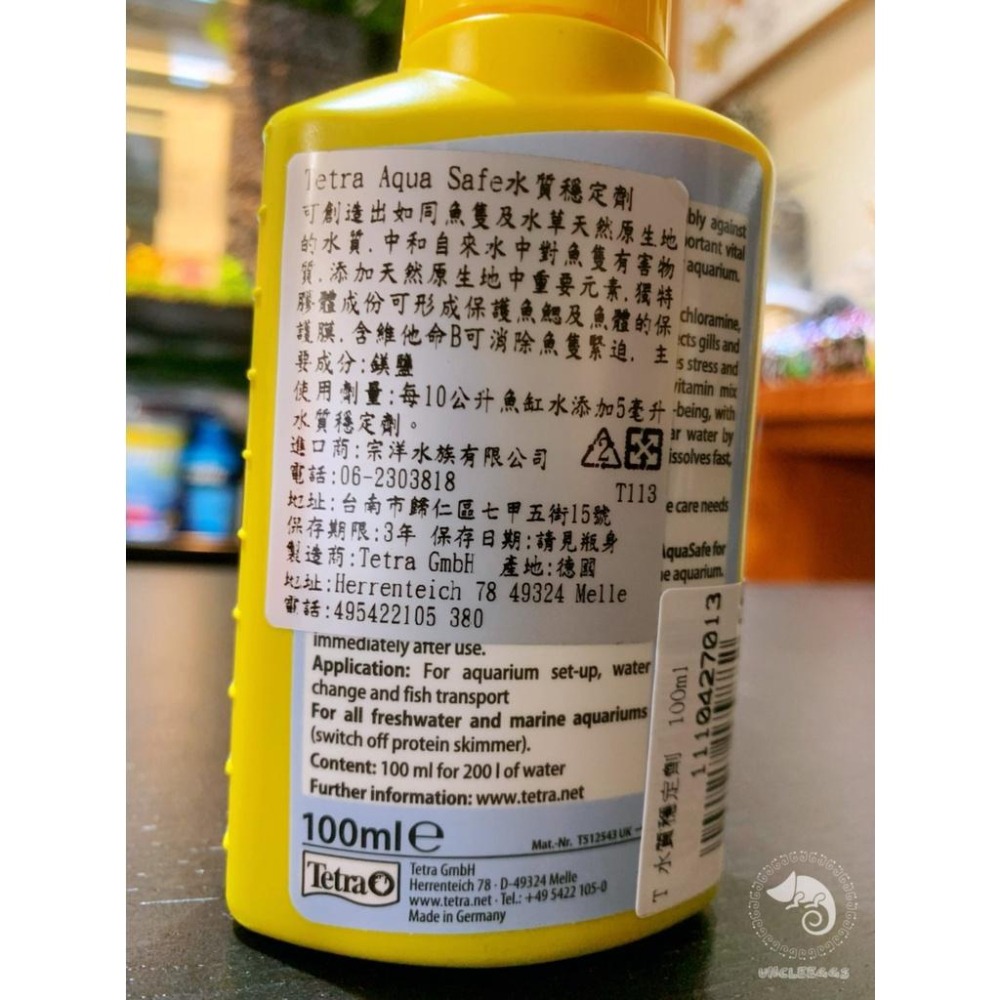 Tetra Aqua Safe水質穩定劑
可創造出如同魚隻及水草天然原生地
的水質.中和自來水中對魚隻有害物
質.添加天然原生地中重要元素.獨特
膠體成份可形成保護魚鰓及魚體的保
護膜.含維他命B可消除魚隻緊迫. 主
要成分:鎂鹽
使用劑量:每10公升魚缸水添加5毫升
水質穩定劑。
進口商:宗洋水族有限公司
電話:06-2303818
T113
地址:台南市歸仁區七甲五街15號
保存期限:3年 保存日期:請見瓶身
製造商:Tetra GmbH 產地:德國
地址:Herrenteich 78 49324 Melle
電話:495422105 380
bly against
portant vital
aquarium.
chloramine,
cts gills and
s stress and
vitamin mix
-being, with
ar water by
issolves fast,
e care needs
AquaSafe for
e aquarium.
immediately after use.
Application: For aquarium set-up, water
change and fish transport
For all freshwater and marine aquariums
(switch off protein skimmer).
Content: 100 ml for 200 l of water
Further information: www.tetra.net
100ml e
Mat.-Nr. T512543 UK
Tetra
Tetra GmbH
Herrenteich 78 · D-49324 Melle
www.tetra.net · Tel.: +49 5422 105-0
Made in Germany
T 水質穩定劑 100ml
1110427013
UNCLEEGGS